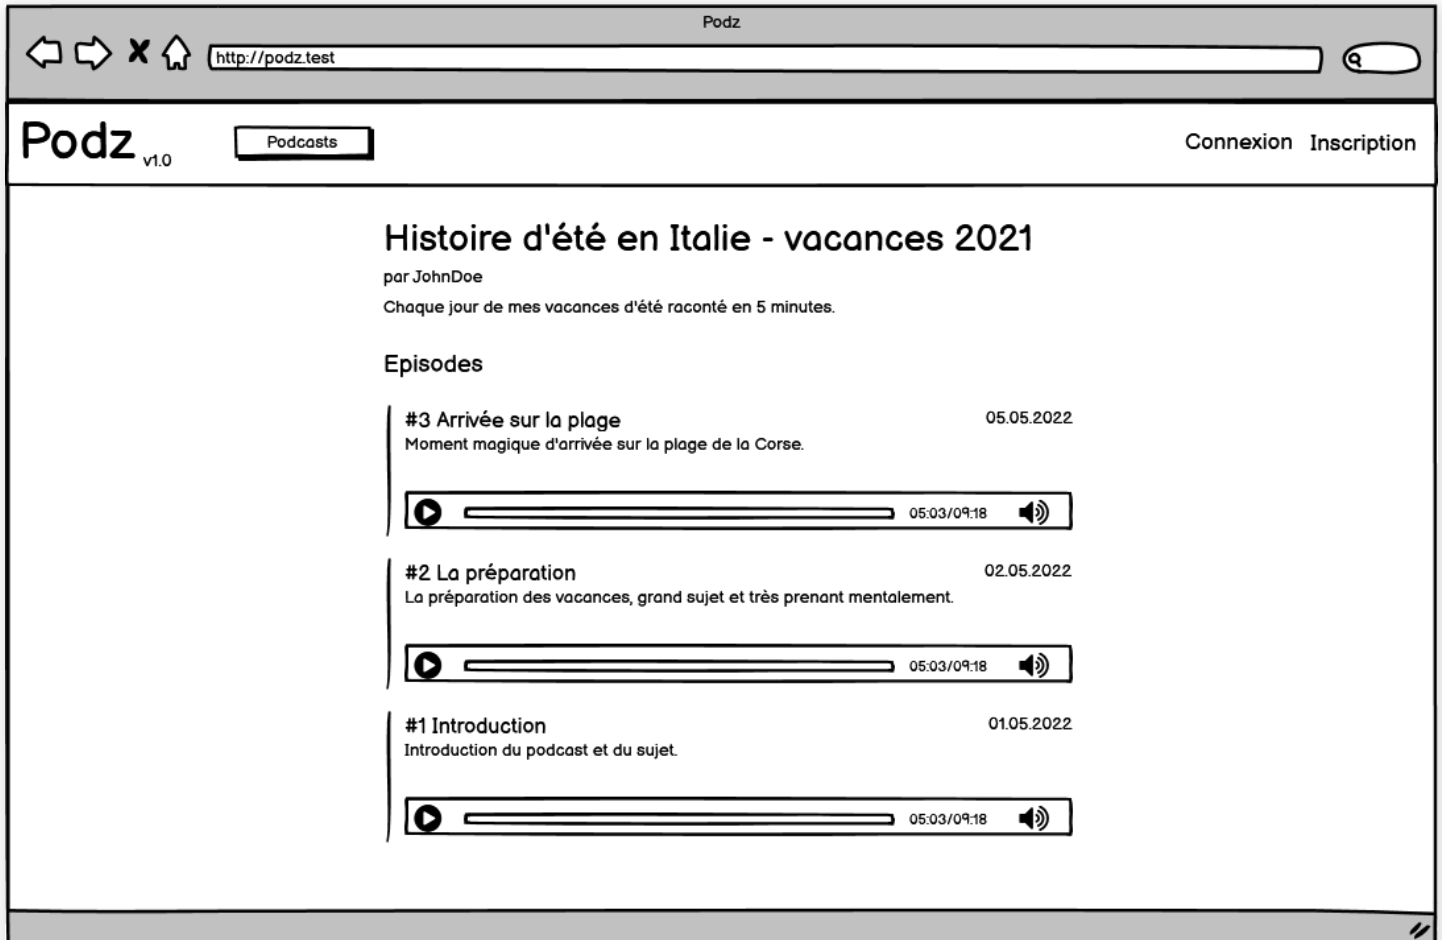 Podz
http://podz.test
Podz v1.0
Podcasts
Connexion Inscription
Histoire d'été en Italie - vacances 2021
par JohnDoe
Chaque jour de mes vacances d'été raconté en 5 minutes.
Episodes
#3 Arrivée sur la plage 05.05.2022
Moment magique d'arrivée sur la plage de la Corse.
05:03/09:18
#2 La préparation 02.05.2022
La préparation des vacances, grand sujet et très prenant mentalement.
05:03/09:18
#1 Introduction 01.05.2022
Introduction du podcast et du sujet.
05:03/09:18